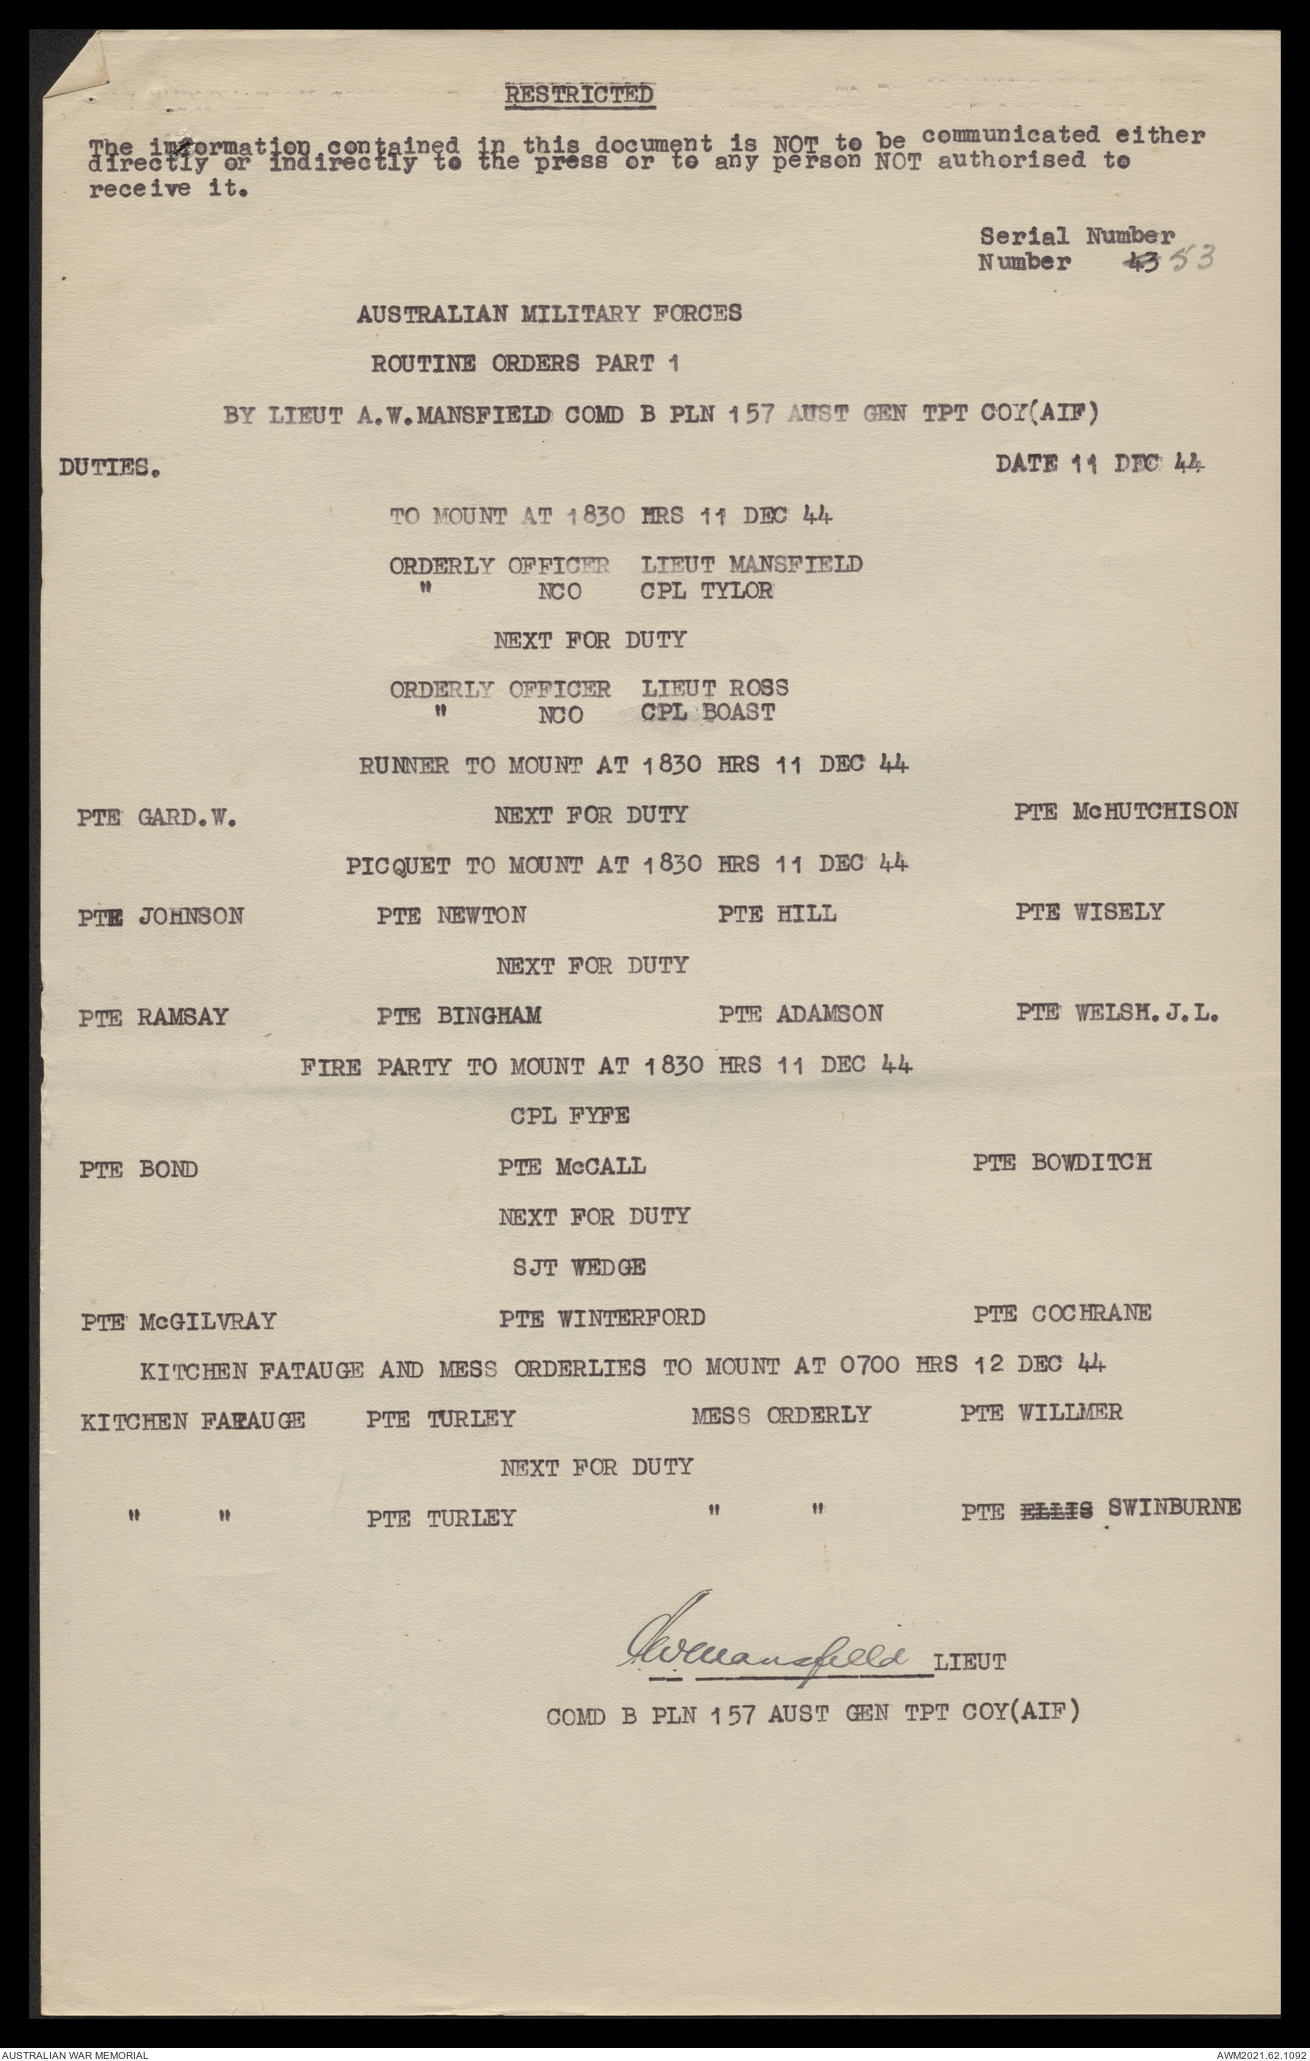 RESTRICTED
The information contained in this document is NOT to be communicated either
directly or indirectly to the press or to any person NOT authorised to
receive it.
Serial Number
Number 43 53
AUSTRALIAN MILITARY FORCES
ROUTINE ORDERS PART 1
BY LIEUT A.W.MANSFIELD COMD B PLN 157 AUST GEN TPT COY(AIF)
DUTIES. DATE 11 DEC 44
TO MOUNT AT 1830 HRS 11 DEC 44
ORDERLY OFFICER LIEUT MANSFIELD
" NCO CPL TYLOR
NEXT FOR DUTY
ORDERLY OFFICER LIEUT ROSS
" NCO CPL BOAST
RUNNER TO MOUNT AT 1830 HRS 11 DEC 44
PTE GARD.W. NEXT FOR DUTY PTE McHUTCHISON
PICQUET TO MOUNT AT 1830 HRS 11 DEC 44
PTE JOHNSON PTE NEWTON PTE HILL PTE WISELY
NEXT FOR DUTY
PTE RAMSAY PTE BINGHAM PTE ADAMSON PTE WELSH.J.L.
FIRE PARTY TO MOUNT AT 1830 HRS 11 DEC 44
CPL FYFE
PTE BOND PTE McCALL PTE BOWDITCH
NEXT FOR DUTY
SJT WEDGE
PTE McGILVRAY PTE WINTERFORD PTE COCHRANE
KITCHEN FATAUGE AND MESS ORDERLIES TO MOUNT AT 0700 HRS 12 DEC 44
KITCHEN FATAUGE PTE TURLEY MESS ORDERLY PTE WILLMER
NEXT FOR DUTY
" " PTE TURLEY " " PTE ELLIS SWINBURNE
AWMansfield LIEUT
COMD B PLN 157 AUST GEN TPT COY(AIF)
AUSTRALIAN WAR MEMORIAL AWM2021.62.1092